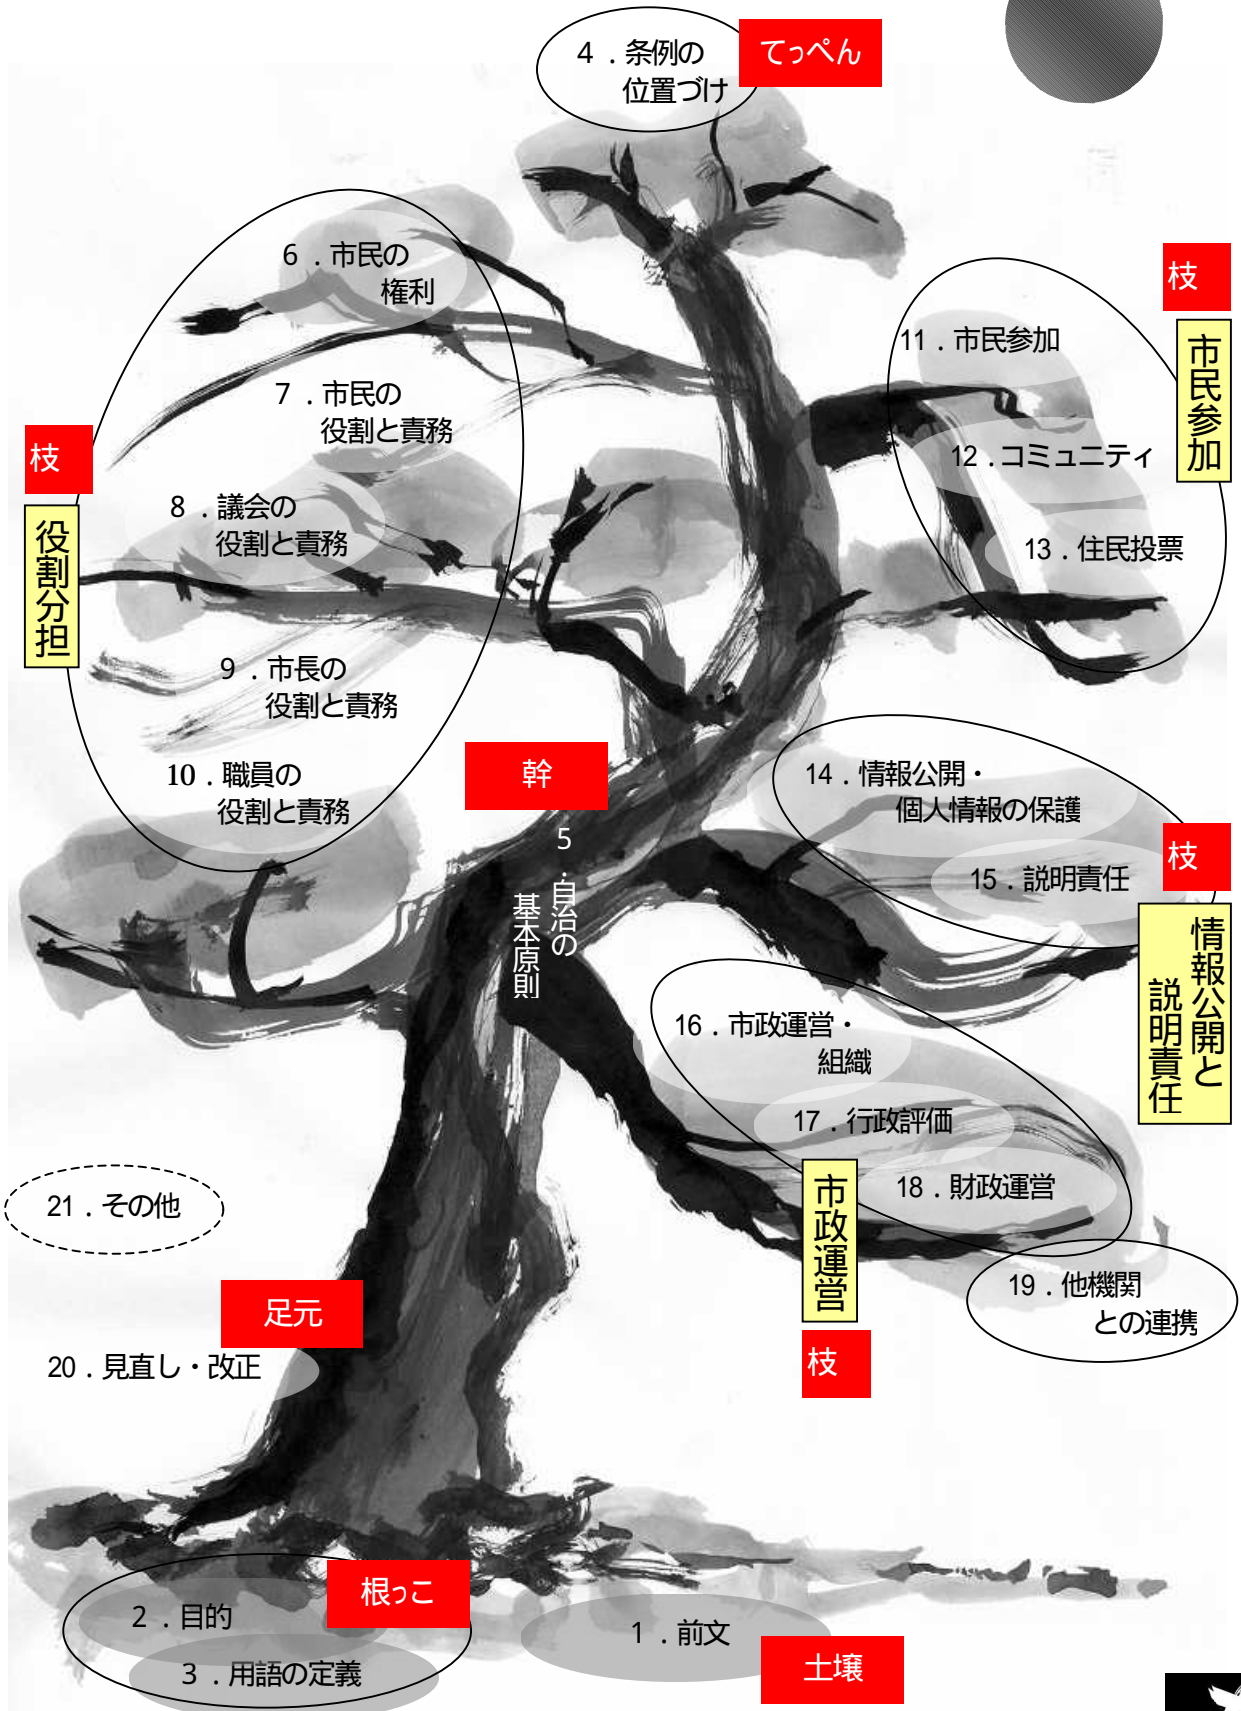 4．条例の
位置づけ
てっぺん
6．市民の
権利
7．市民の
役割と責務
8．議会の
役割と責務
9．市長の
役割と責務
10．職員の
役割と責務
枝
役割分担
枝
市民参加
11．市民参加
12．コミュニティ
13．住民投票
幹
5．自治の
基本原則
14．情報公開・
個人情報の保護
15．説明責任
枝
情報公開と
説明責任
16．市政運営・
組織
17．行政評価
18．財政運営
市政運営
枝
19．他機関
との連携
21．その他
足元
20．見直し・改正
根っこ
2．目的
3．用語の定義
1．前文
土壌